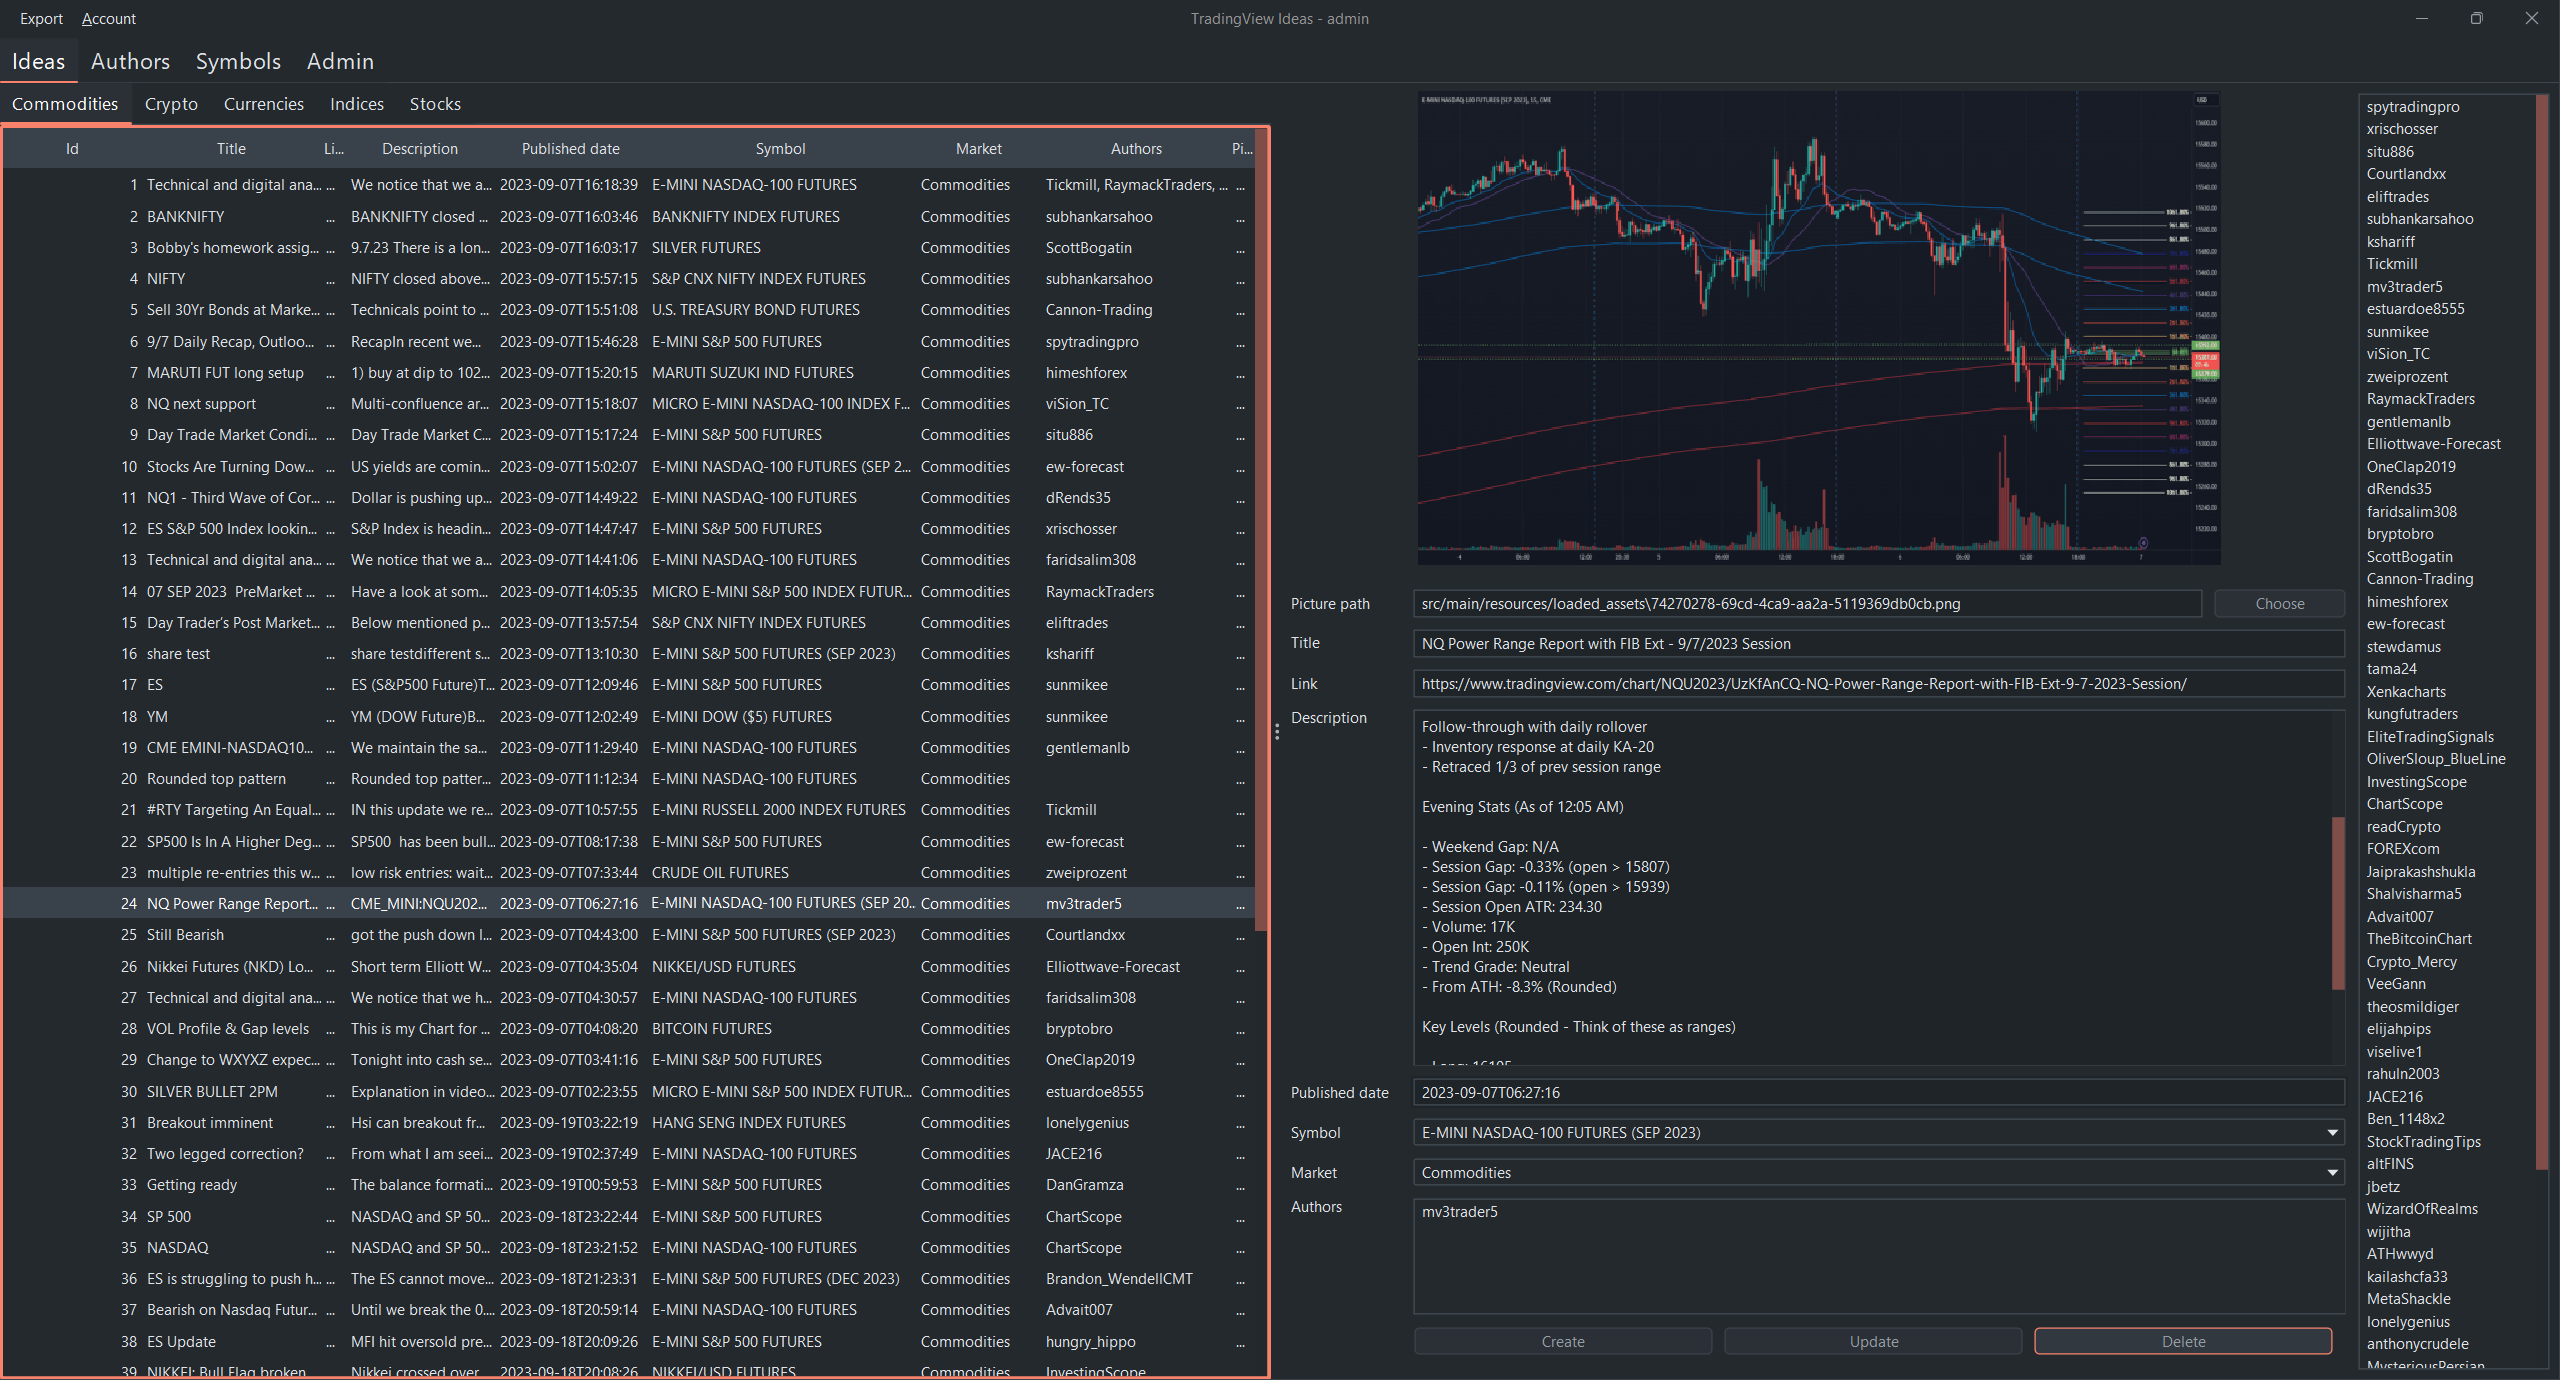 Export Account TradingView Ideas - admin
Ideas Authors Symbols Admin
Commodities Crypto Currencies Indices Stocks
Id Title Li... Description Published date Symbol Market Authors Pi...
1 Technical and digital ana... ... We notice that we a... 2023-09-07T16:18:39 E-MINI NASDAQ-100 FUTURES Commodities Tickmill, RaymackTraders, ... ...
2 BANKNIFTY ... BANKNIFTY closed ... 2023-09-07T16:03:46 BANKNIFTY INDEX FUTURES Commodities subhankarsahoo ...
3 Bobby's homework assig... ... 9.7.23 There is a lon... 2023-09-07T16:03:17 SILVER FUTURES Commodities ScottBogatin ...
4 NIFTY ... NIFTY closed above... 2023-09-07T15:57:15 S&P CNX NIFTY INDEX FUTURES Commodities subhankarsahoo ...
5 Sell 30Yr Bonds at Marke... ... Technicals point to ... 2023-09-07T15:51:08 U.S. TREASURY BOND FUTURES Commodities Cannon-Trading ...
6 9/7 Daily Recap, Outloo... ... RecapIn recent we... 2023-09-07T15:46:28 E-MINI S&P 500 FUTURES Commodities spytradingpro ...
7 MARUTI FUT long setup ... 1) buy at dip to 102... 2023-09-07T15:20:15 MARUTI SUZUKI IND FUTURES Commodities himeshforex ...
8 NQ next support ... Multi-confluence ar... 2023-09-07T15:18:07 MICRO E-MINI NASDAQ-100 INDEX F... Commodities viSion_TC ...
9 Day Trade Market Condi... ... Day Trade Market C... 2023-09-07T15:17:24 E-MINI S&P 500 FUTURES Commodities situ886 ...
10 Stocks Are Turning Dow... ... US yields are comin... 2023-09-07T15:02:07 E-MINI NASDAQ-100 FUTURES (SEP 2... Commodities ew-forecast ...
11 NQ1 - Third Wave of Cor... ... Dollar is pushing up... 2023-09-07T14:49:22 E-MINI NASDAQ-100 FUTURES Commodities dRends35 ...
12 ES S&P 500 Index lookin... ... S&P Index is headin... 2023-09-07T14:47:47 E-MINI S&P 500 FUTURES Commodities xrischosser ...
13 Technical and digital ana... ... We notice that we a... 2023-09-07T14:41:06 E-MINI NASDAQ-100 FUTURES Commodities faridsalim308 ...
14 07 SEP 2023  PreMarket ... ... Have a look at som... 2023-09-07T14:05:35 MICRO E-MINI S&P 500 INDEX FUTUR... Commodities RaymackTraders ...
15 Day Trader's Post Market... ... Below mentioned p... 2023-09-07T13:57:54 S&P CNX NIFTY INDEX FUTURES Commodities eliftrades ...
16 share test ... share testdifferent s... 2023-09-07T13:10:30 E-MINI S&P 500 FUTURES (SEP 2023) Commodities kshariff ...
17 ES ... ES (S&P500 Future)T... 2023-09-07T12:09:46 E-MINI S&P 500 FUTURES Commodities sunmikee ...
18 YM ... YM (DOW Future)B... 2023-09-07T12:02:49 E-MINI DOW ($5) FUTURES Commodities sunmikee ...
19 CME EMINI-NASDAQ10... ... We maintain the sa... 2023-09-07T11:29:40 E-MINI NASDAQ-100 FUTURES Commodities gentlemanlb ...
20 Rounded top pattern ... Rounded top patter... 2023-09-07T11:12:34 E-MINI NASDAQ-100 FUTURES Commodities ...
21 #RTY Targeting An Equal... ... IN this update we re... 2023-09-07T10:57:55 E-MINI RUSSELL 2000 INDEX FUTURES Commodities Tickmill ...
22 SP500 Is In A Higher Deg... ... SP500  has been bull... 2023-09-07T08:17:38 E-MINI S&P 500 FUTURES Commodities ew-forecast ...
23 multiple re-entries this w... ... low risk entries: wait... 2023-09-07T07:33:44 CRUDE OIL FUTURES Commodities zweiprozent ...
24 NQ Power Range Report... ... CME_MINI:NQU202... 2023-09-07T06:27:16 E-MINI NASDAQ-100 FUTURES (SEP 20... Commodities mv3trader5 ...
25 Still Bearish ... got the push down l... 2023-09-07T04:43:00 E-MINI S&P 500 FUTURES (SEP 2023) Commodities Courtlandxx ...
26 Nikkei Futures (NKD) Lo... ... Short term Elliott W... 2023-09-07T04:35:04 NIKKEI/USD FUTURES Commodities Elliottwave-Forecast ...
27 Technical and digital ana... ... We notice that we h... 2023-09-07T04:30:57 E-MINI NASDAQ-100 FUTURES Commodities faridsalim308 ...
28 VOL Profile & Gap levels ... This is my Chart for ... 2023-09-07T04:08:20 BITCOIN FUTURES Commodities bryptobro ...
29 Change to WXYXZ expec... ... Tonight into cash se... 2023-09-07T03:41:16 E-MINI S&P 500 FUTURES Commodities OneClap2019 ...
30 SILVER BULLET 2PM ... Explanation in video... 2023-09-07T02:23:55 MICRO E-MINI S&P 500 INDEX FUTUR... Commodities estuardoe8555 ...
31 Breakout imminent ... Hsi can breakout fr... 2023-09-19T03:22:19 HANG SENG INDEX FUTURES Commodities lonelygenius ...
32 Two legged correction? ... From what I am seei... 2023-09-19T02:37:49 E-MINI NASDAQ-100 FUTURES Commodities JACE216 ...
33 Getting ready ... The balance formati... 2023-09-19T00:59:53 E-MINI S&P 500 FUTURES Commodities DanGramza ...
34 SP 500 ... NASDAQ and SP 50... 2023-09-18T23:22:44 E-MINI S&P 500 FUTURES Commodities ChartScope ...
35 NASDAQ ... NASDAQ and SP 50... 2023-09-18T23:21:52 E-MINI NASDAQ-100 FUTURES Commodities ChartScope ...
36 ES is struggling to push h... ... The ES cannot move... 2023-09-18T21:23:31 E-MINI S&P 500 FUTURES (DEC 2023) Commodities Brandon_WendellCMT ...
37 Bearish on Nasdaq Futur... ... Until we break the 0.... 2023-09-18T20:59:14 E-MINI NASDAQ-100 FUTURES Commodities Advait007 ...
38 ES Update ... MFI hit oversold pre... 2023-09-18T20:09:26 E-MINI S&P 500 FUTURES Commodities hungry_hippo ...
39 NIKKEI: Bull Flag broken ... Nikkei crossed over ... 2023-09-18T20:08:26 NIKKEI/USD FUTURES Commodities InvestingScope ...
E-MINI NASDAQ-100 FUTURES (SEP 2023), 15, CME
Picture path src/main/resources/loaded_assets\74270278-69cd-4ca9-aa2a-5119369db0cb.png Choose
Title NQ Power Range Report with FIB Ext - 9/7/2023 Session
Link https://www.tradingview.com/chart/NQU2023/UzKfAnCQ-NQ-Power-Range-Report-with-FIB-Ext-9-7-2023-Session/
Description
Follow-through with daily rollover
- Inventory response at daily KA-20
- Retraced 1/3 of prev session range
Evening Stats (As of 12:05 AM)
- Weekend Gap: N/A
- Session Gap: -0.33% (open > 15807)
- Session Gap: -0.11% (open > 15939)
- Session Open ATR: 234.30
- Volume: 17K
- Open Int: 250K
- Trend Grade: Neutral
- From ATH: -8.3% (Rounded)
Key Levels (Rounded - Think of these as ranges)
Published date 2023-09-07T06:27:16
Symbol E-MINI NASDAQ-100 FUTURES (SEP 2023)
Market Commodities
Authors mv3trader5
Create Update Delete
spytradingpro
xrischosser
situ886
Courtlandxx
eliftrades
subhankarsahoo
kshariff
Tickmill
mv3trader5
estuardoe8555
sunmikee
viSion_TC
zweiprozent
RaymackTraders
gentlemanlb
Elliottwave-Forecast
OneClap2019
dRends35
faridsalim308
bryptobro
ScottBogatin
Cannon-Trading
himeshforex
ew-forecast
stewdamus
tama24
Xenkacharts
kungfutraders
EliteTradingSignals
OliverSloup_BlueLine
InvestingScope
ChartScope
readCrypto
FOREXcom
Jaiprakashshukla
Shalvisharma5
Advait007
TheBitcoinChart
Crypto_Mercy
VeeGann
theosmildiger
elijahpips
viselive1
rahuln2003
JACE216
Ben_1148x2
StockTradingTips
altFINS
jbetz
WizardOfRealms
wijitha
ATHwwyd
kailashcfa33
MetaShackle
lonelygenius
anthonycrudele
MysteriousPersian